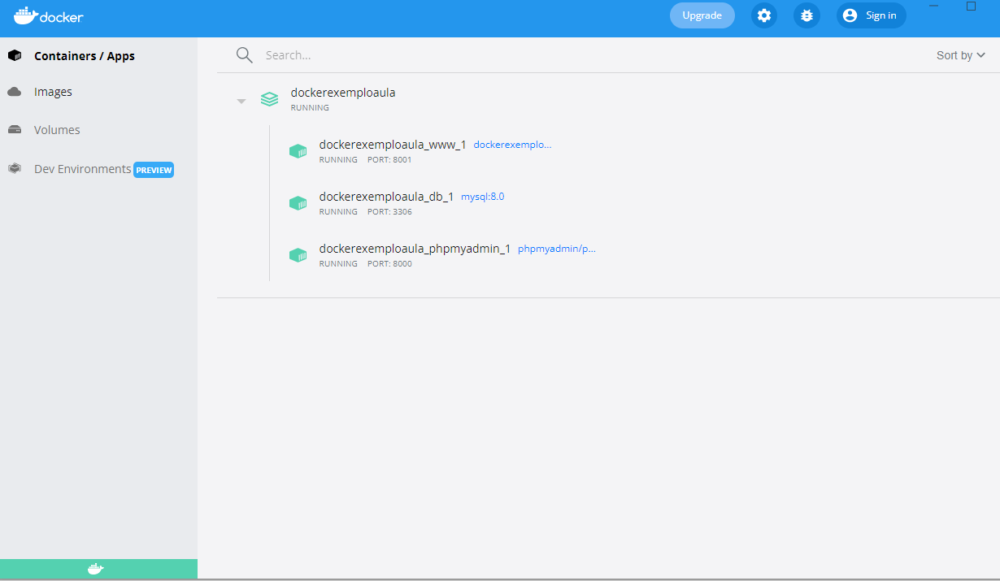 docker
Upgrade
Sign in
Containers / Apps
Images
Volumes
Dev Environments PREVIEW
Search...
Sort by
dockerexemploaula
RUNNING
dockerexemploaula_www_1 dockerexemplo...
RUNNING PORT: 8001
dockerexemploaula_db_1 mysql:8.0
RUNNING PORT: 3306
dockerexemploaula_phpmyadmin_1 phpmyadmin/p...
RUNNING PORT: 8000